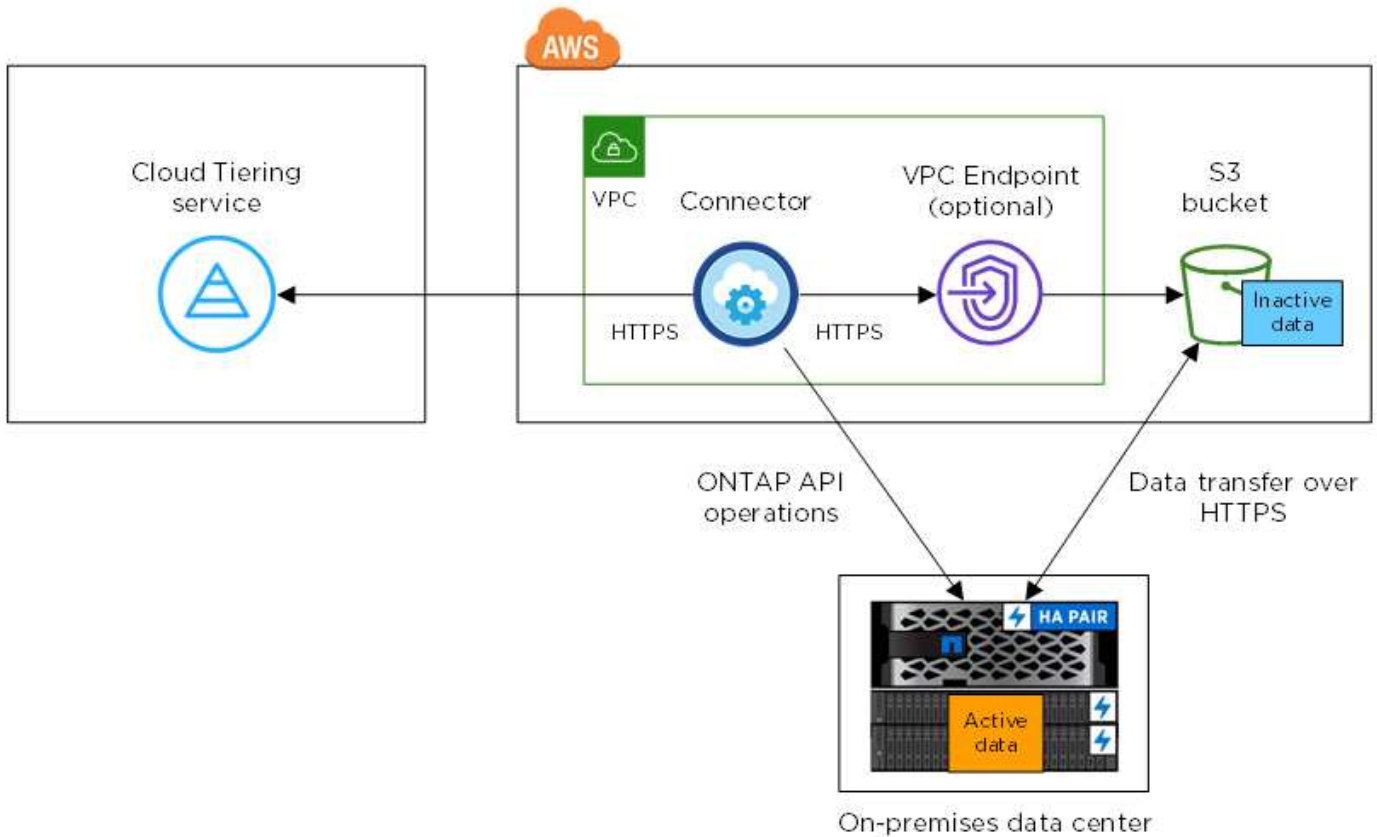 AWS
Cloud Tiering
service
VPC
Connector
VPC Endpoint
(optional)
S3
bucket
Inactive
data
HTTPS
HTTPS
ONTAP API
operations
Data transfer over
HTTPS
HA PAIR
Active
data
On-premises data center